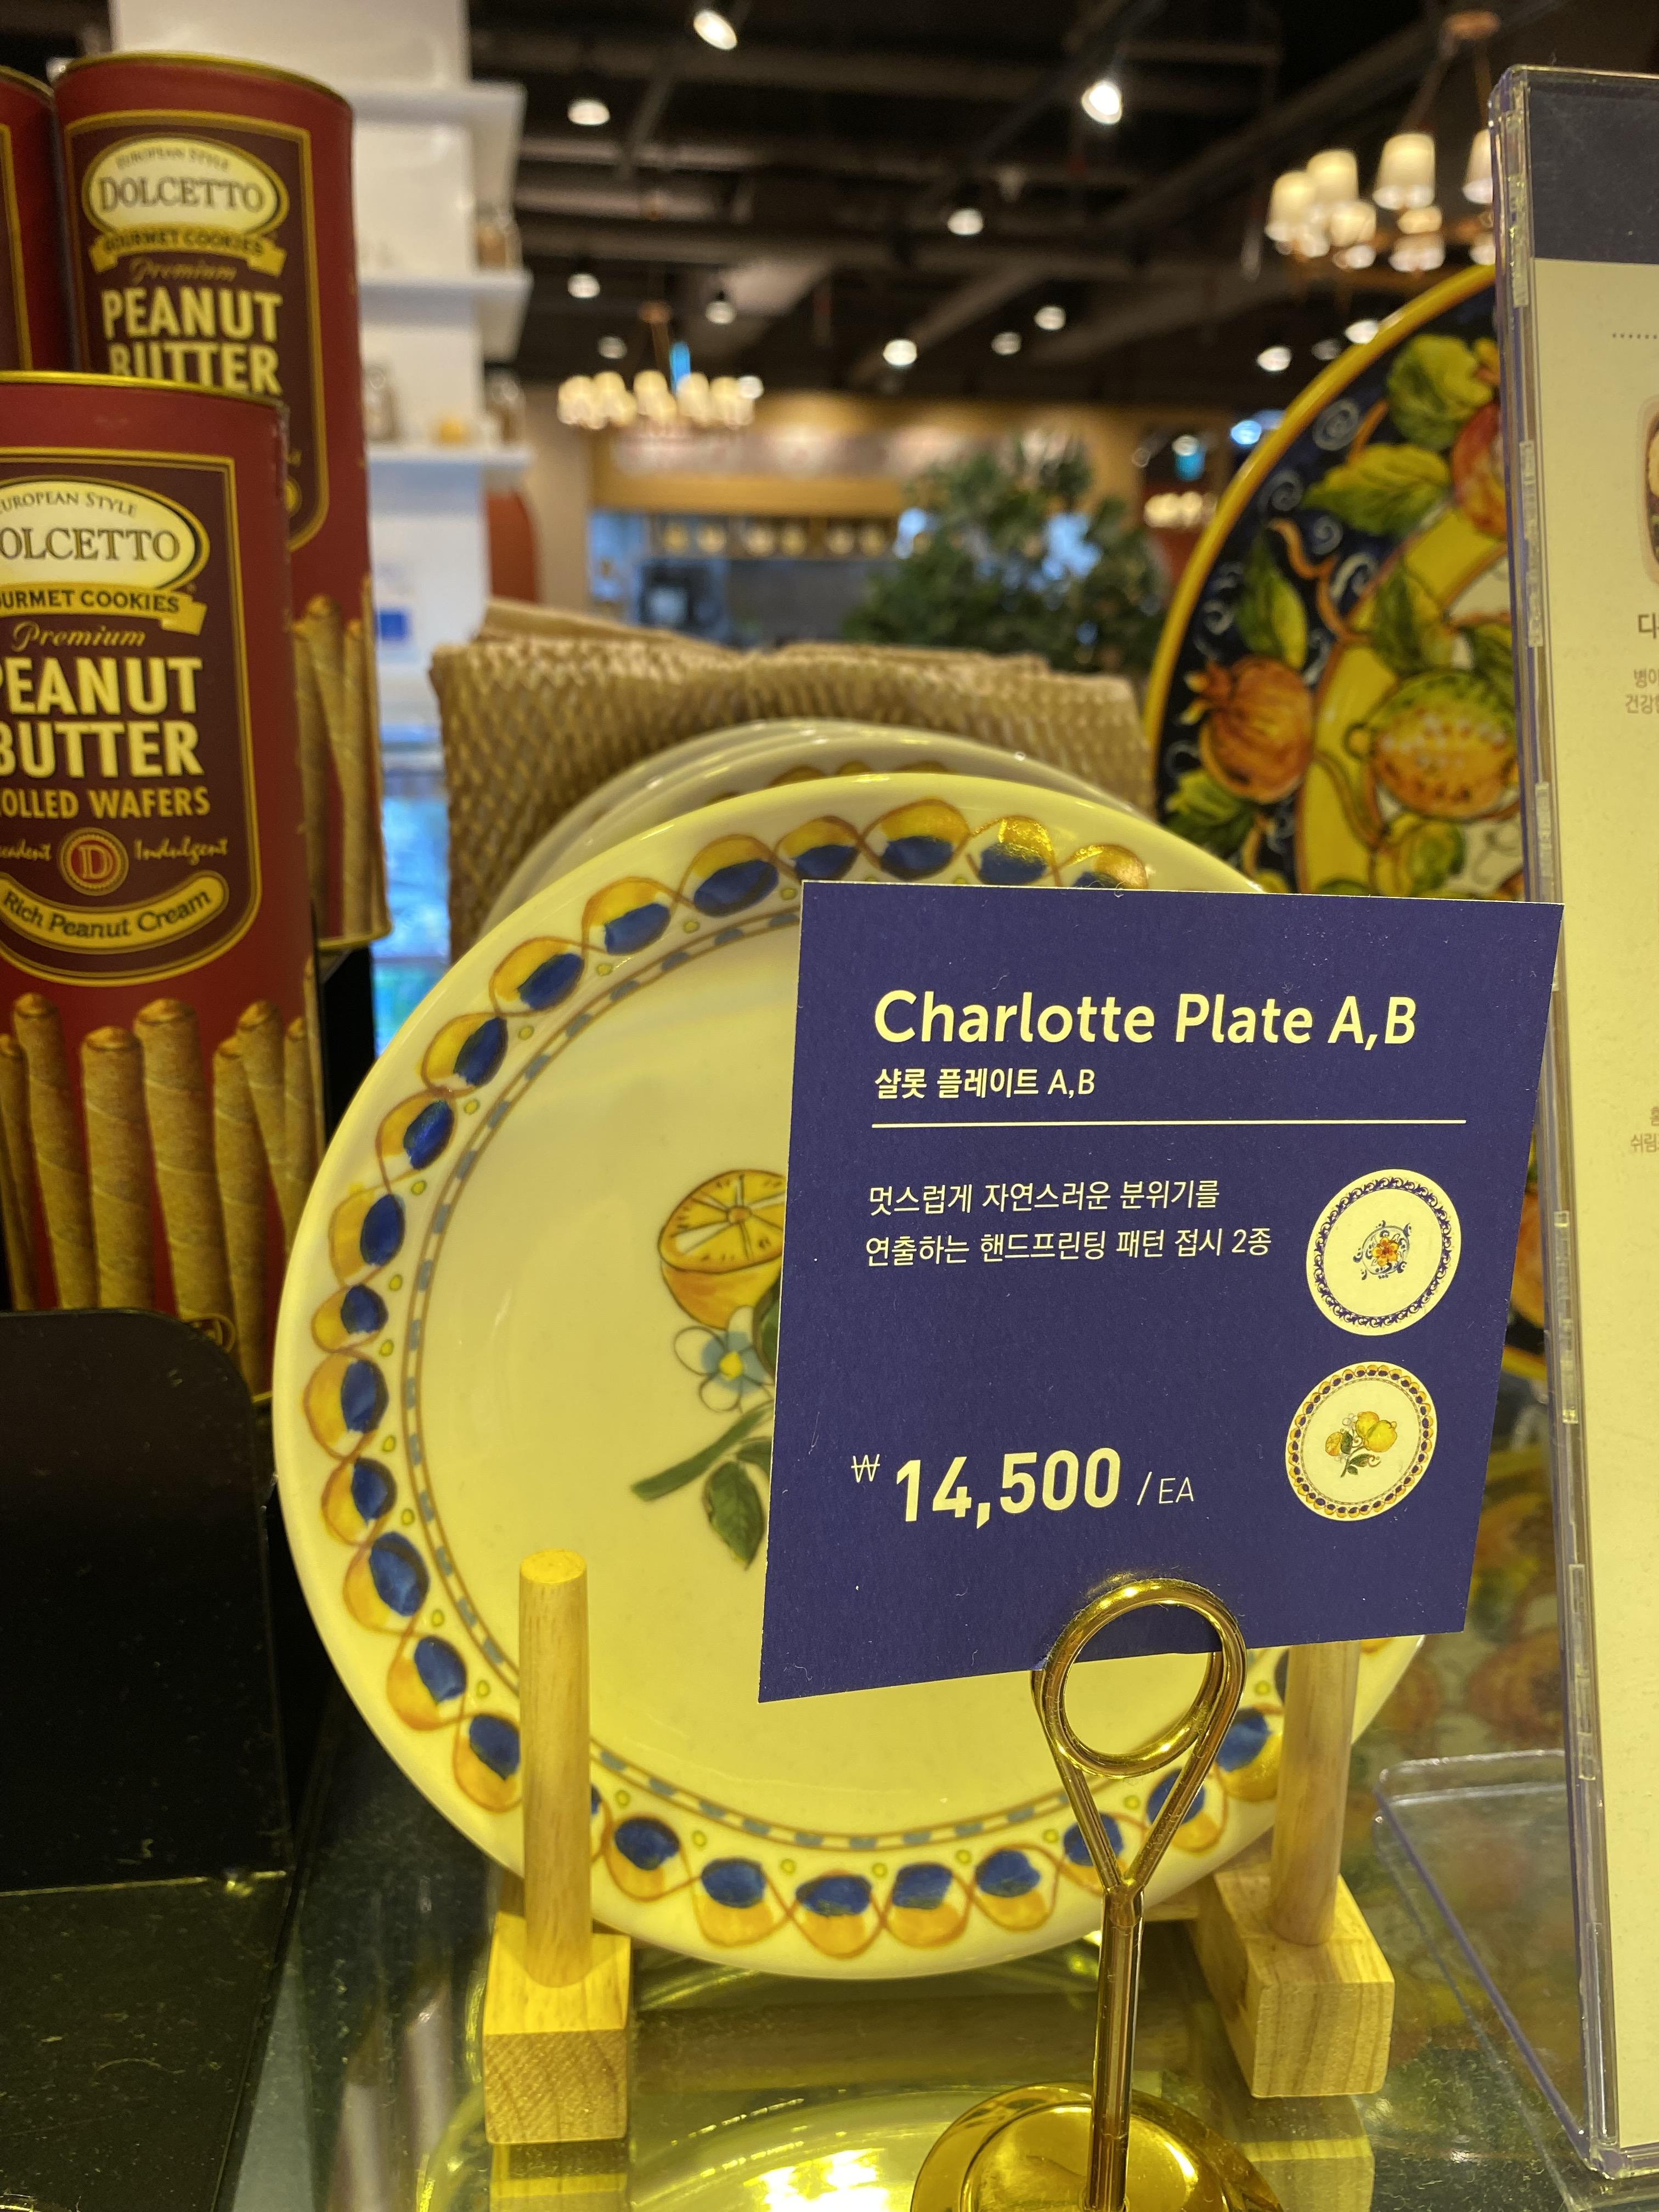 EUROPEAN STYLE
DOLCETTO
GOURMET COOKIES
Premium
PEANUT
BUTTER
EUROPEAN STYLE
OLCETTO
URMET COOKIES
Premium
PEANUT
BUTTER
OLLED WAFERS
D
Indulgent
Rich Peanut Cream
Charlotte Plate A,B
샬롯 플레이트 A,B
멋스럽게 자연스러운 분위기를
연출하는 핸드프린팅 패턴 접시 2종
₩ 14,500 / EA